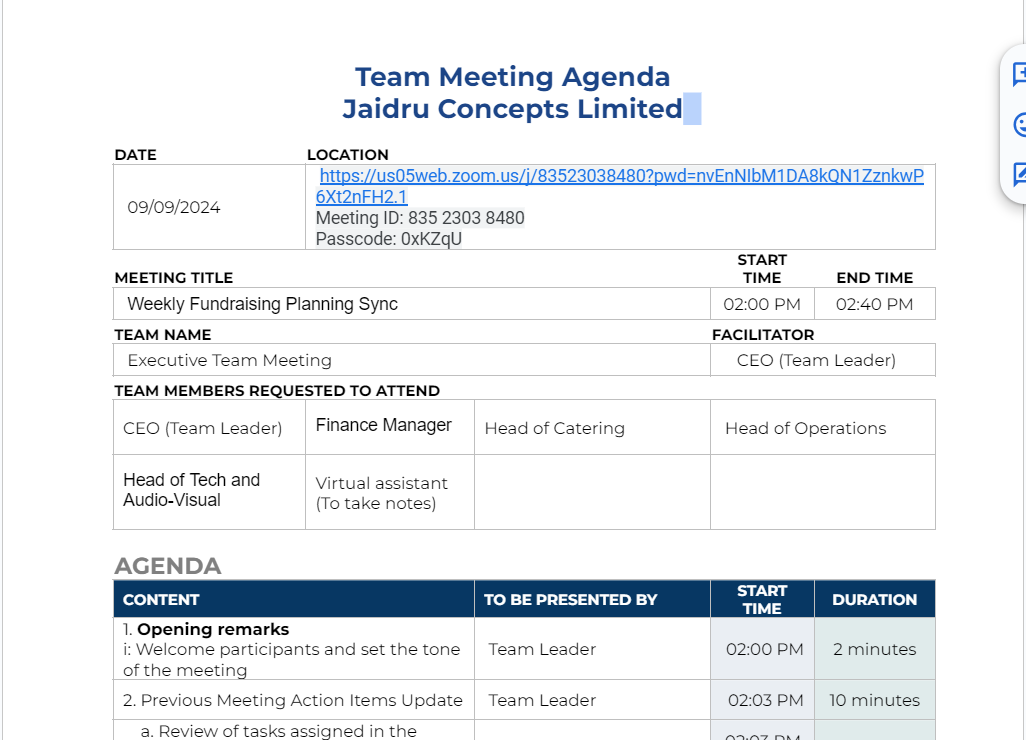 Team Meeting Agenda
Jaidru Concepts Limited
DATE
LOCATION
09/09/2024
https://us05web.zoom.us/j/83523038480?pwd=nvEnNIbM1DA8kQN1ZznkwP
6Xt2nFH2.1
Meeting ID: 835 2303 8480
Passcode: 0xKZqU
MEETING TITLE
START
TIME
END TIME
Weekly Fundraising Planning Sync
02:00 PM
02:40 PM
TEAM NAME
FACILITATOR
Executive Team Meeting
CEO (Team Leader)
TEAM MEMBERS REQUESTED TO ATTEND
CEO (Team Leader)
Finance Manager
Head of Catering
Head of Operations
Head of Tech and
Audio-Visual
Virtual assistant
(To take notes)
AGENDA
CONTENT
TO BE PRESENTED BY
START
TIME
DURATION
1. Opening remarks
i: Welcome participants and set the tone
of the meeting
Team Leader
02:00 PM
2 minutes
2. Previous Meeting Action Items Update
Team Leader
02:03 PM
10 minutes
a. Review of tasks assigned in the
02:03 PM